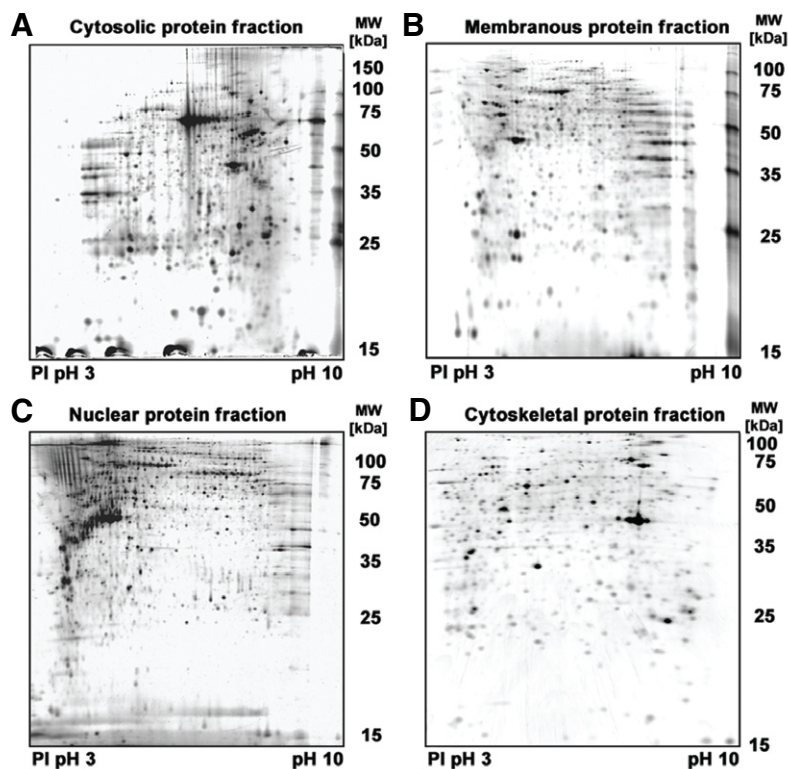 A
Cytosolic protein fraction
MW
[kDa]
150
100
75
50
35
25
15
PI pH 3
pH 10
B
Membranous protein fraction
MW
[kDa]
100
75
50
35
25
15
PI pH 3
pH 10
C
Nuclear protein fraction
MW
[kDa]
100
75
50
35
25
15
PI pH 3
pH 10
D
Cytoskeletal protein fraction
MW
[kDa]
100
75
50
35
25
15
PI pH 3
pH 10